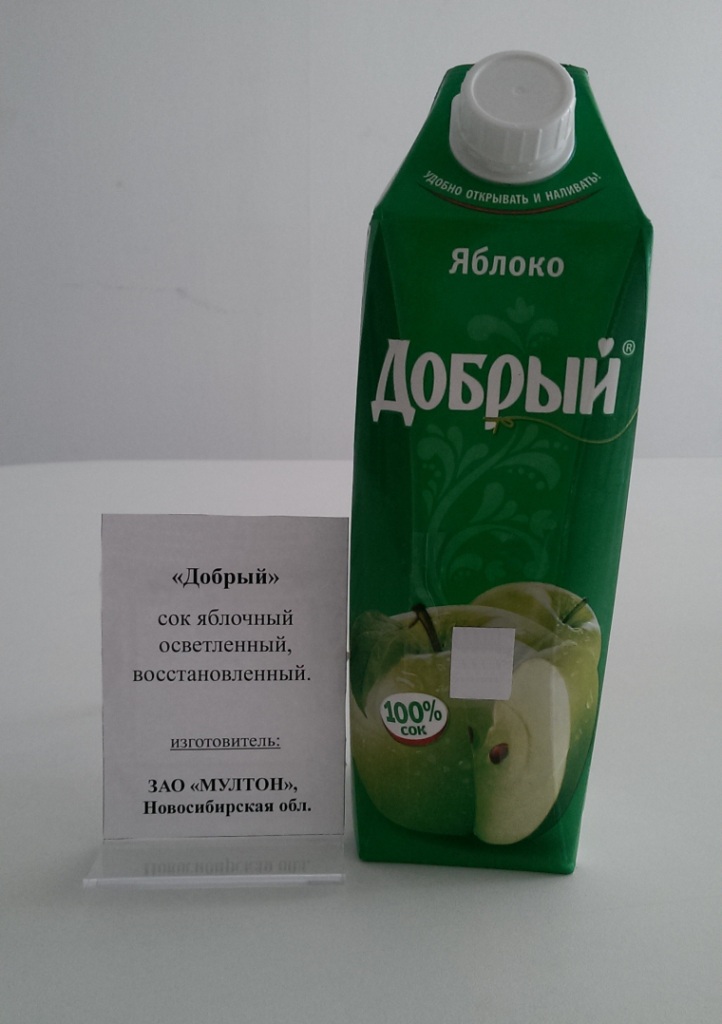 УДОБНО ОТКРЫВАТЬ И НАЛИВАТЬ!
Яблоко
Добрый®
100%
сок
«Добрый»
сок яблочный
осветленный,
восстановленный.
изготовитель:
ЗАО «МУЛТОН»,
Новосибирская обл.